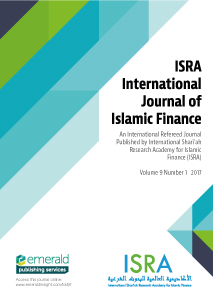 ISRA
International
Journal of
Islamic Finance
An International Refereed Journal
Published by International Shari'ah
Research Academy for Islamic
Finance (ISRA)
Volume 9 Number 1 2017
emerald
publishing services
Access this journal online:
www.emeraldinsight.com/loi/ijif
ISRA
الأكاديمية العالمية للبحوث الشرعية
International Shari'ah Research Academy for Islamic Finance